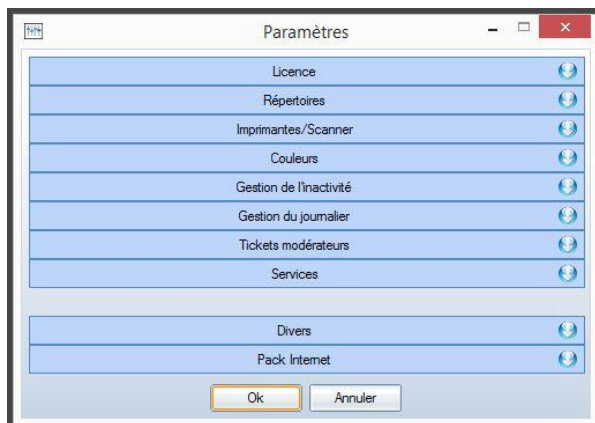 Paramètres
Licence
Répertoires
Imprimantes/Scanner
Couleurs
Gestion de l'inactivité
Gestion du journalier
Tickets modérateurs
Services
Divers
Pack Internet
Ok Annuler